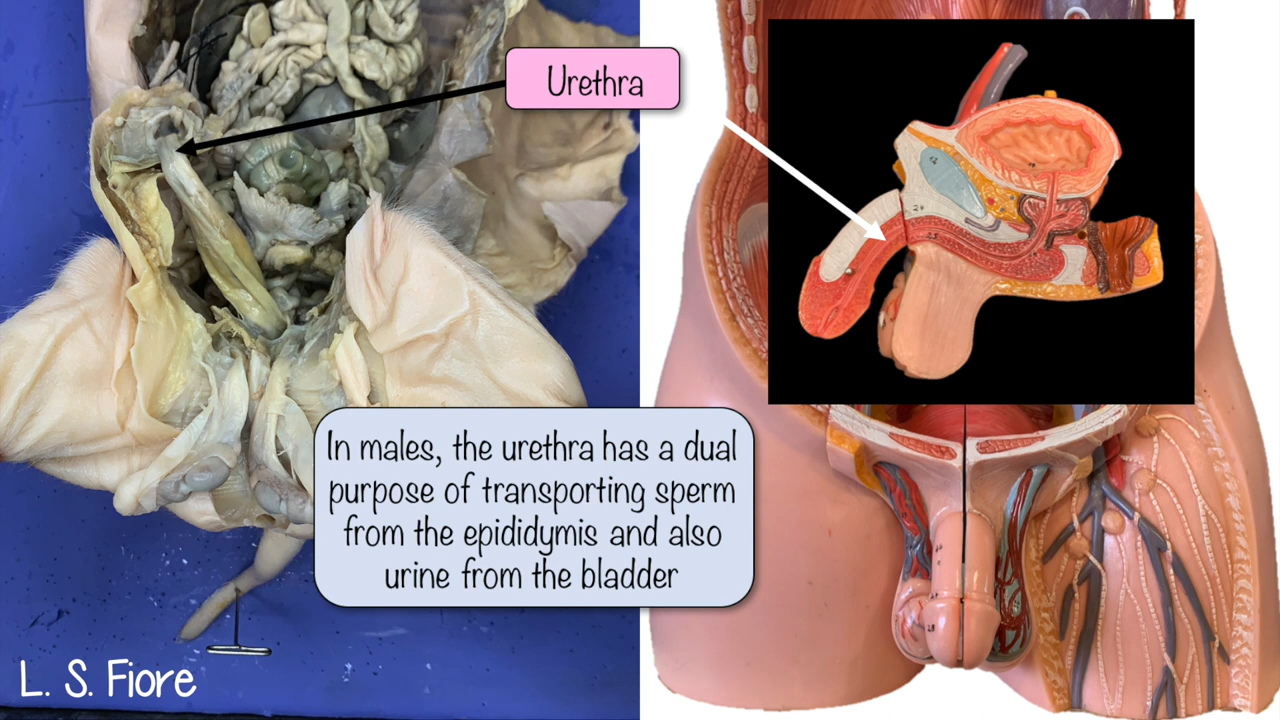 Urethra
In males, the urethra has a dual
purpose of transporting sperm
from the epididymis and also
urine from the bladder
L. S. Fiore